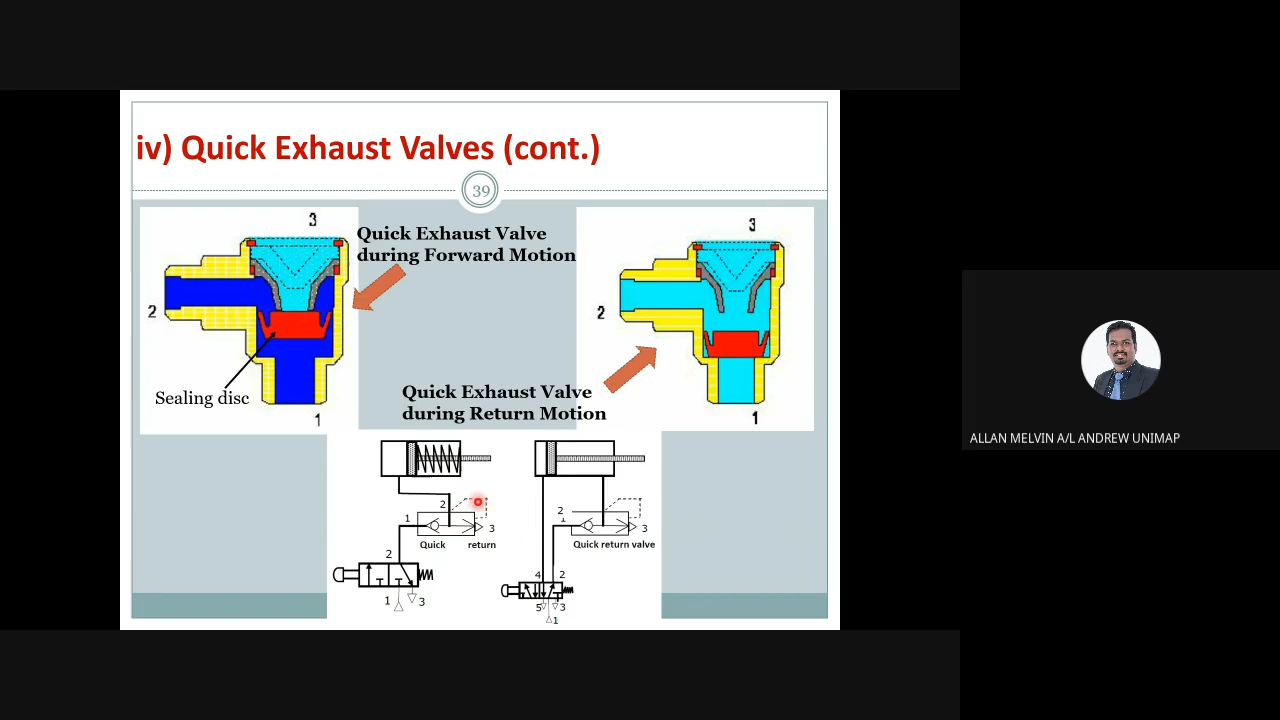 iv) Quick Exhaust Valves (cont.)
39
3
Quick Exhaust Valve
during Forward Motion
2
Sealing disc
1
3
2
Quick Exhaust Valve
during Return Motion
1
2
1
3
Quick return
2
1
3
2
1
3
Quick return valve
4
2
5
3
1
ALLAN MELVIN A/L ANDREW UNIMAP